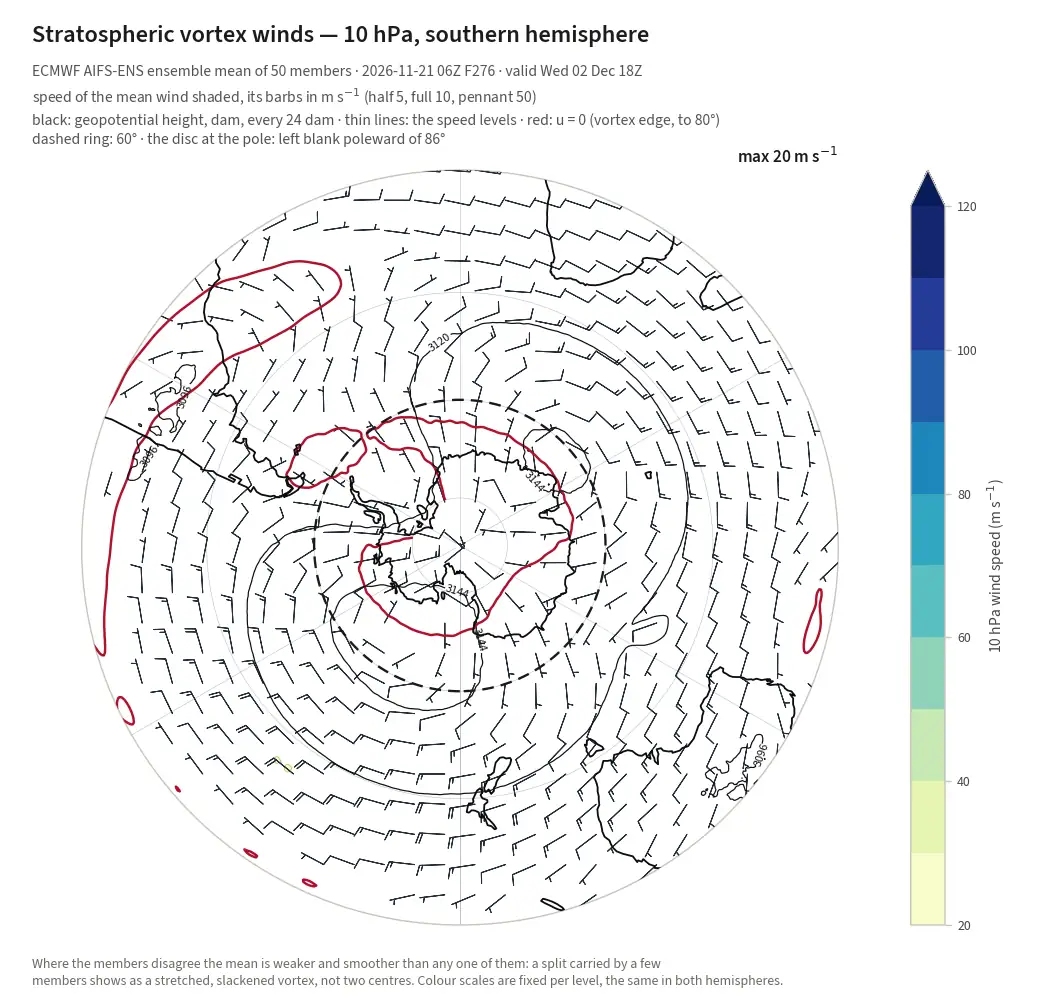 Stratospheric vortex winds — 10 hPa, southern hemisphere
ECMWF AIFS-ENS ensemble mean of 50 members · 2026-11-21 06Z F276 · valid Wed 02 Dec 18Z
speed of the mean wind shaded, its barbs in m s⁻¹ (half 5, full 10, pennant 50)
black: geopotential height, dam, every 24 dam · thin lines: the speed levels · red: u = 0 (vortex edge, to 80°)
dashed ring: 60° · the disc at the pole: left blank poleward of 86°
max 20 m s⁻¹
120
100
80
60
40
20
10 hPa wind speed (m s⁻¹)
3120
3096
3096
3144
3144
3144
3096
Where the members disagree the mean is weaker and smoother than any one of them: a split carried by a few
members shows as a stretched, slackened vortex, not two centres. Colour scales are fixed per level, the same in both hemispheres.